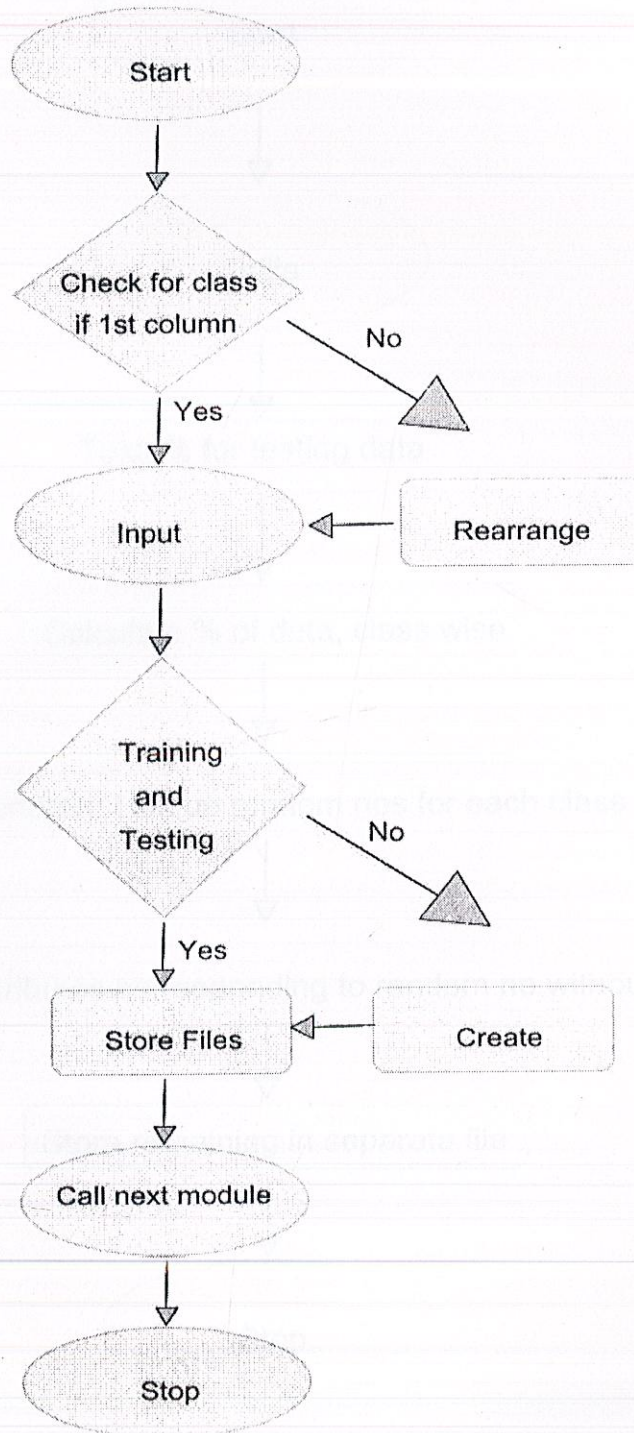 Start
Check for class
if 1st column
No
Yes
Input
Rearrange
Training
and
Testing
No
Yes
Store Files
Create
Call next module
Stop